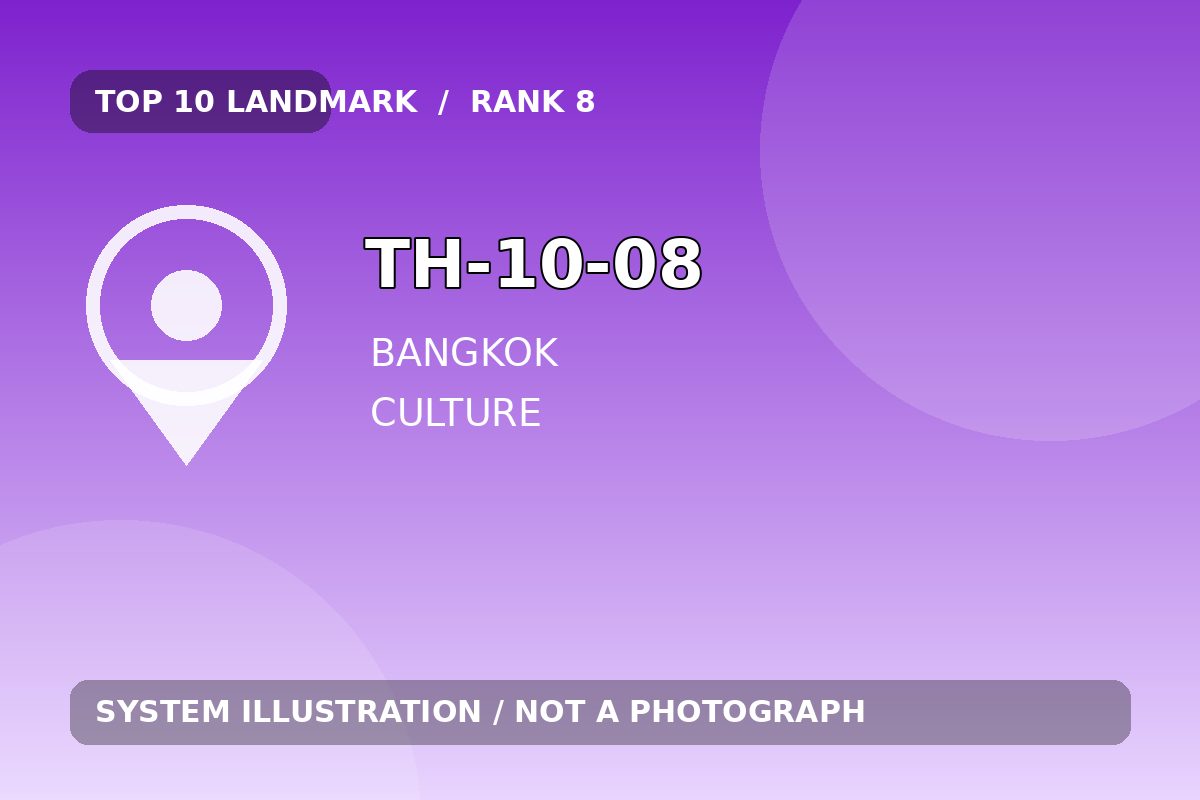 TOP 10 LANDMARK / RANK 8
TH-10-08
BANGKOK
CULTURE
SYSTEM ILLUSTRATION / NOT A PHOTOGRAPH